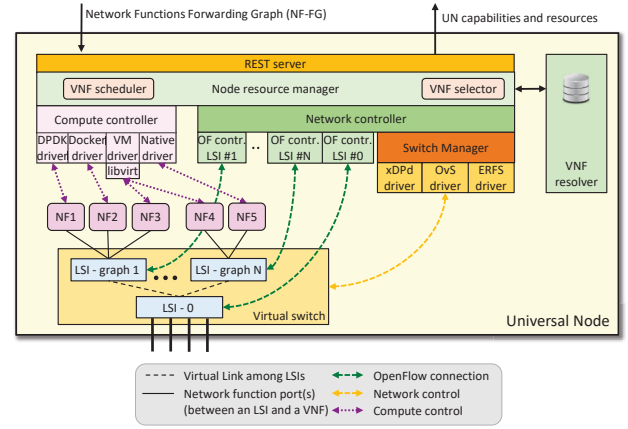 Network Functions Forwarding Graph (NF-FG)
UN capabilities and resources
REST server
VNF scheduler
Node resource manager
VNF selector
Compute controller
Network controller
DPDK driver
Docker driver
VM driver
Native driver
libvirt
OF contr. LSI #1
..
OF contr. LSI #N
OF contr. LSI #0
Switch Manager
xDPd driver
OvS driver
ERFS driver
VNF resolver
NF1
NF2
NF3
NF4
NF5
LSI - graph 1
...
LSI - graph N
LSI - 0
Virtual switch
Universal Node
Virtual Link among LSIs
Network function port(s)
(between an LSI and a VNF)
OpenFlow connection
Network control
Compute control